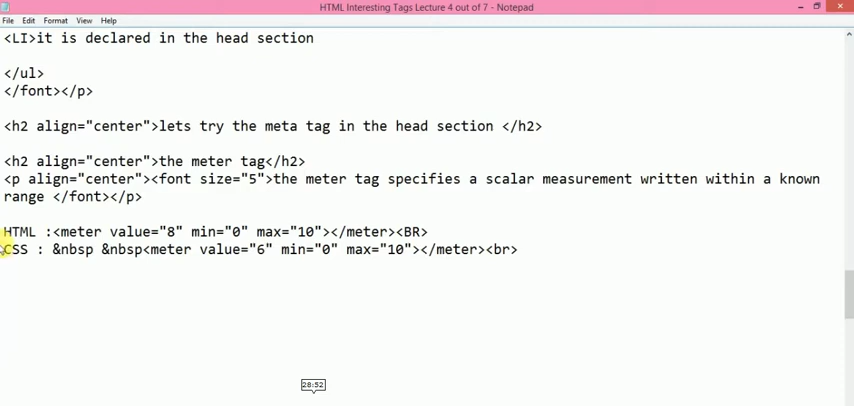 HTML Interesting Tags Lecture 4 out of 7 - Notepad
File Edit Format View Help
<LI>it is declared in the head section
</ul>
</font></p>
<h2 align="center">lets try the meta tag in the head section </h2>
<h2 align="center">the meter tag</h2>
<p align="center"><font size="5">the meter tag specifies a scalar measurement written within a known
range </font></p>
HTML :<meter value="8" min="0" max="10"></meter><BR>
CSS : &nbsp &nbsp<meter value="6" min="0" max="10"></meter><br>
28:52